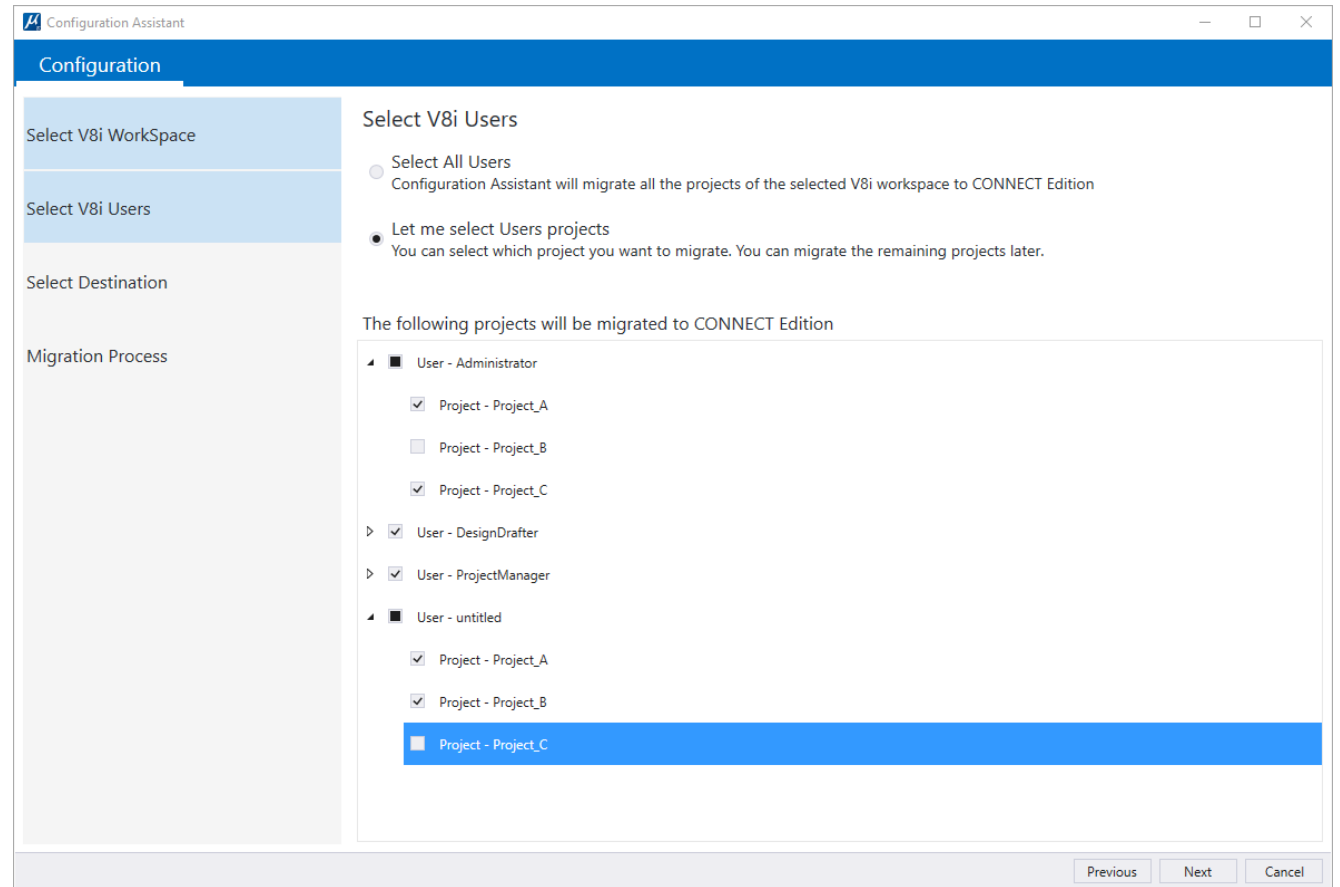 Configuration Assistant
Configuration
Select V8i WorkSpace
Select V8i Users
Select Destination
Migration Process
Select V8i Users
Select All Users
Configuration Assistant will migrate all the projects of the selected V8i workspace to CONNECT Edition
Let me select Users projects
You can select which project you want to migrate. You can migrate the remaining projects later.
The following projects will be migrated to CONNECT Edition
User - Administrator
Project - Project_A
Project - Project_B
Project - Project_C
User - DesignDrafter
User - ProjectManager
User - untitled
Project - Project_A
Project - Project_B
Project - Project_C
Previous Next Cancel